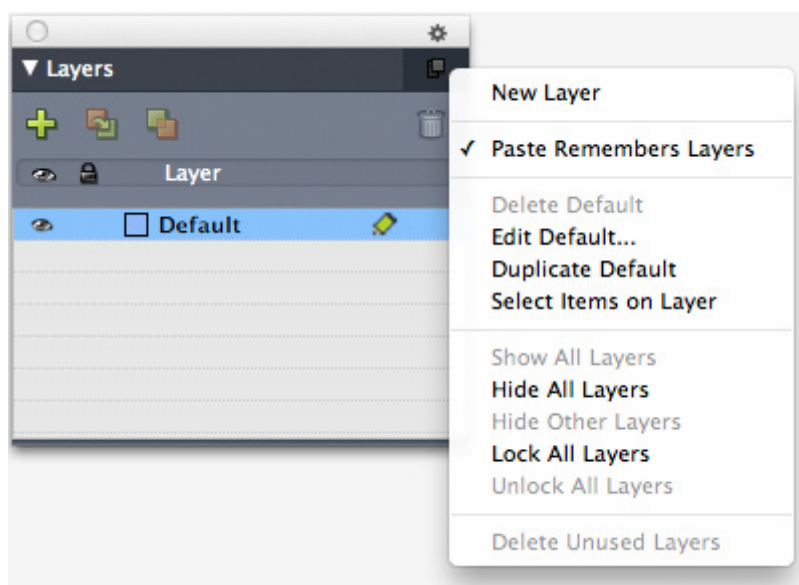 Layers
Layer
Default
New Layer
Paste Remembers Layers
Delete Default
Edit Default...
Duplicate Default
Select Items on Layer
Show All Layers
Hide All Layers
Hide Other Layers
Lock All Layers
Unlock All Layers
Delete Unused Layers